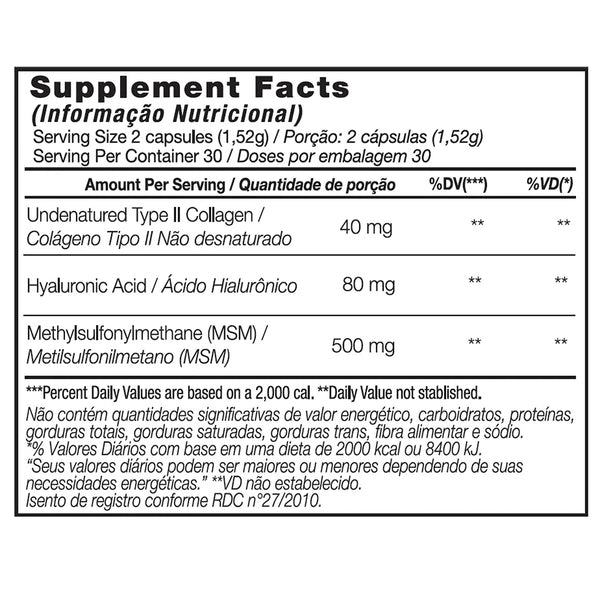 Supplement Facts
(Informação Nutricional)
Serving Size 2 capsules (1,52g) / Porção: 2 cápsulas (1,52g)
Serving Per Container 30 / Doses por embalagem 30
Amount Per Serving / Quantidade de porção %DV(***) %VD(*)
Undenatured Type II Collagen /
Colágeno Tipo II Não desnaturado 40 mg ** **
Hyaluronic Acid / Ácido Hialurônico 80 mg ** **
Methylsulfonylmethane (MSM) /
Metilsulfonilmetano (MSM) 500 mg ** **
***Percent Daily Values are based on a 2,000 cal. **Daily Value not stablished.
Não contém quantidades significativas de valor energético, carboidratos, proteínas,
gorduras totais, gorduras saturadas, gorduras trans, fibra alimentar e sódio.
*% Valores Diários com base em uma dieta de 2000 kcal ou 8400 kJ.
“Seus valores diários podem ser maiores ou menores dependendo de suas
necessidades energéticas.” **VD não estabelecido.
Isento de registro conforme RDC n°27/2010.